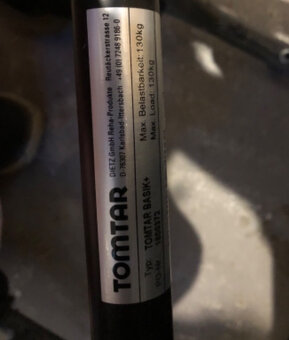 TOMTAR
DIETZ GmbH Reha-Produkte
Reutäckerstrasse 12
D-76307 Karlsbad-Ittersbach
+49 (0) 7248 9186-0
Max. Belastbarkeit: 130kg
Max. Load: 130kg
Typ: TOMTAR BASIK+